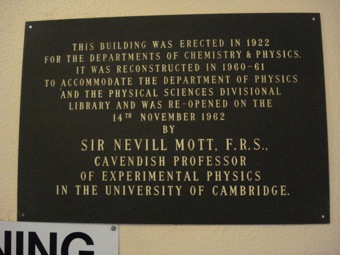 THIS BUILDING WAS ERECTED IN 1922
FOR THE DEPARTMENTS OF CHEMISTRY & PHYSICS.
IT WAS RECONSTRUCTED IN 1960-61
TO ACCOMMODATE THE DEPARTMENT OF PHYSICS
AND THE PHYSICAL SCIENCES DIVISIONAL
LIBRARY AND WAS RE-OPENED ON THE
14TH NOVEMBER 1962
BY
SIR NEVILL MOTT, F.R.S.,
CAVENDISH PROFESSOR
OF EXPERIMENTAL PHYSICS
IN THE UNIVERSITY OF CAMBRIDGE.
NING